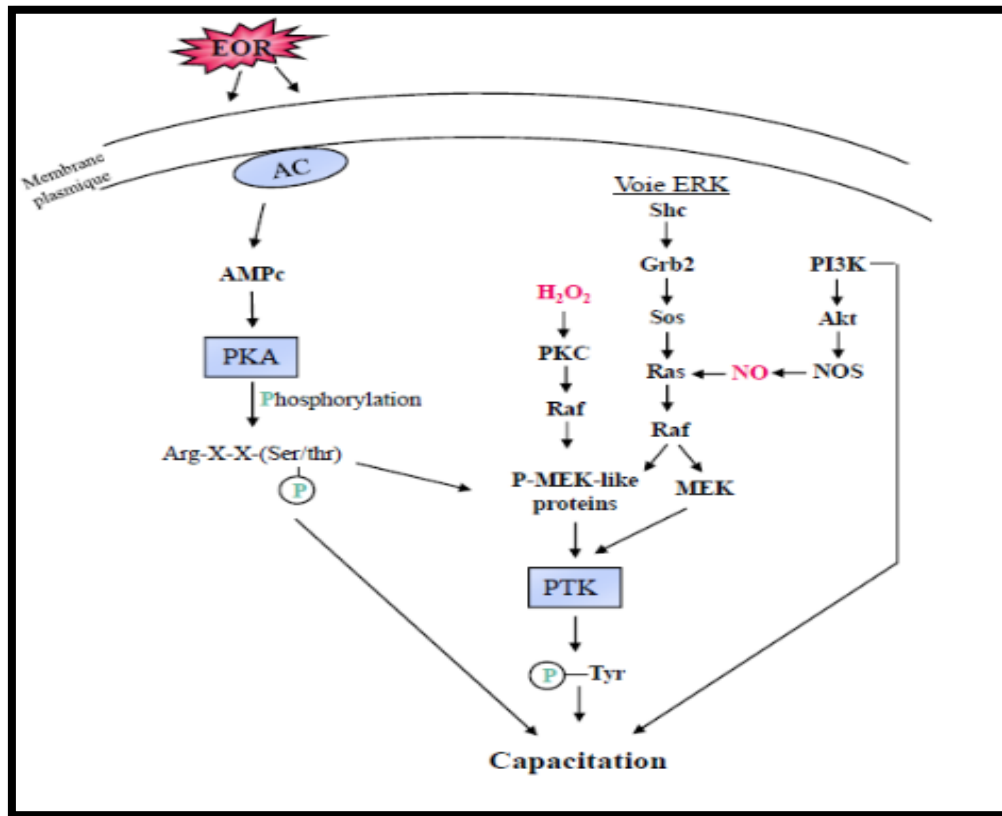 EOR
Membrane
plasmique
AC
AMPc
PKA
Phosphorylation
Arg-X-X-(Ser/thr)
P
H₂O₂
PKC
Raf
P-MEK-like
proteins
Voie ERK
Shc
Grb2
Sos
Ras
Raf
MEK
PI3K
Akt
NOS
NO
PTK
P Tyr
Capacitation